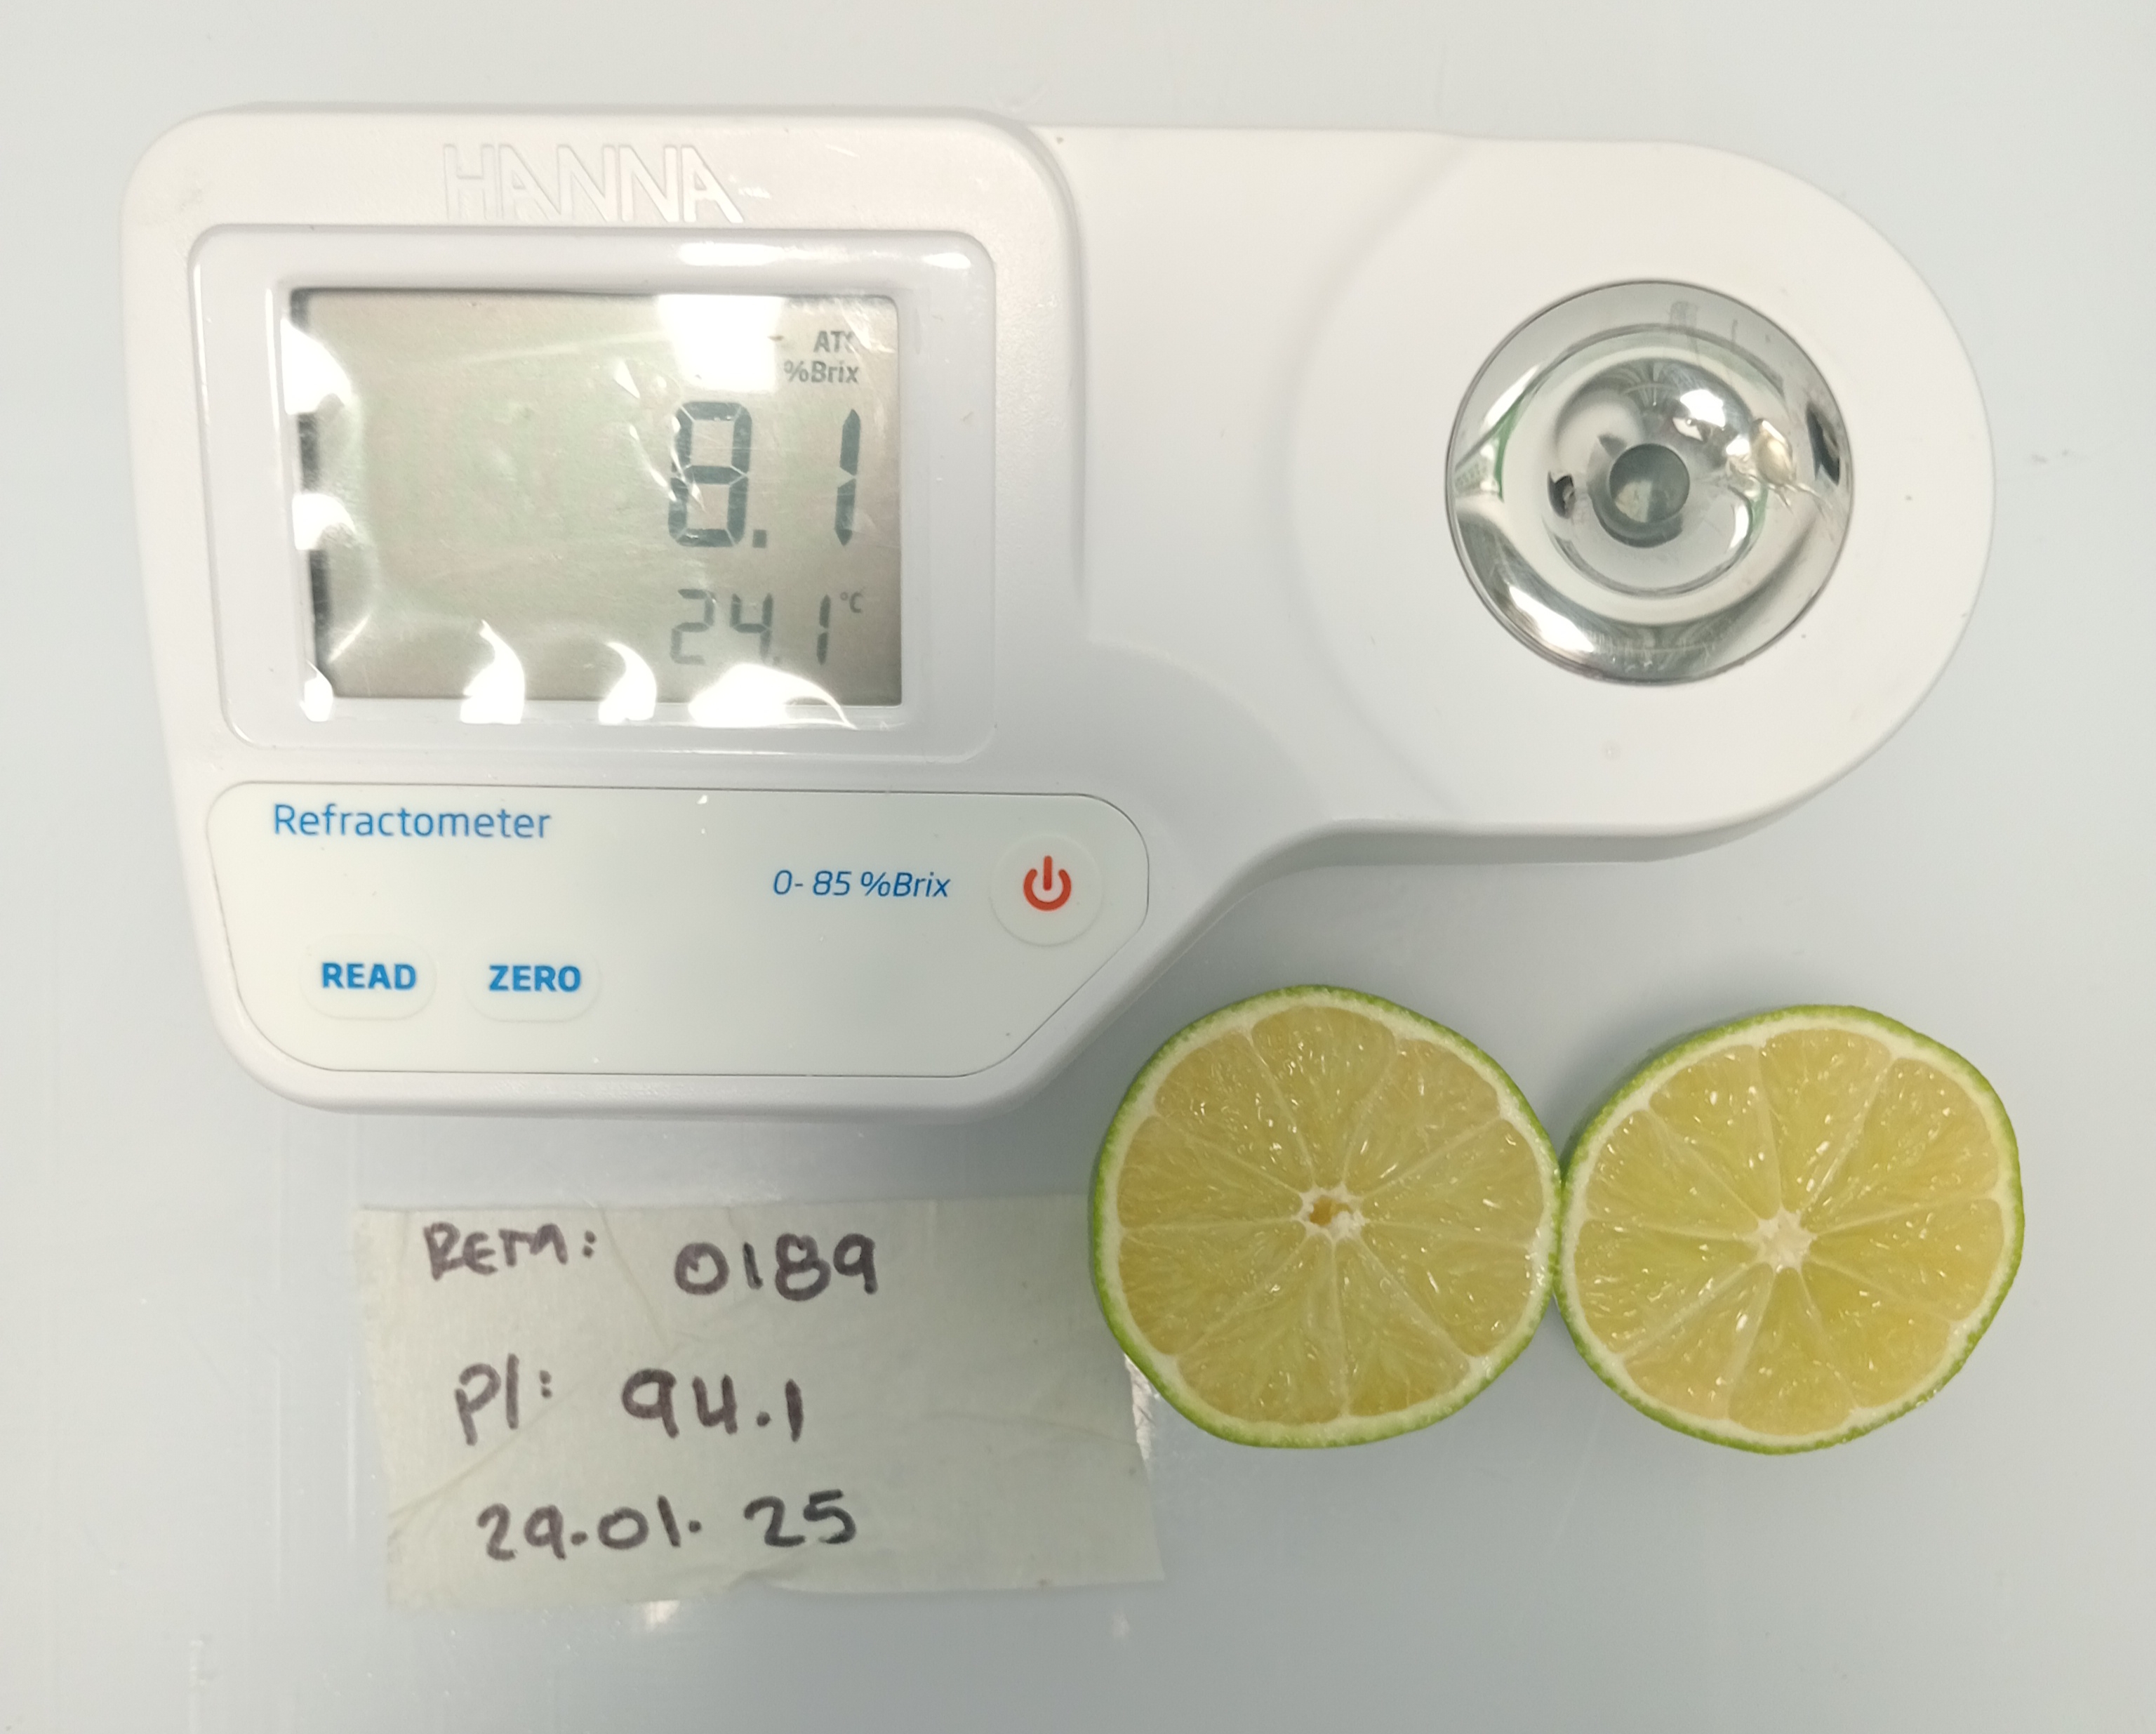 HANNA
ATC
%Brix
8.1
24.1 °C
Refractometer
0- 85 %Brix
READ ZERO
REM: 0189
P/: 94.1
29.01. 25